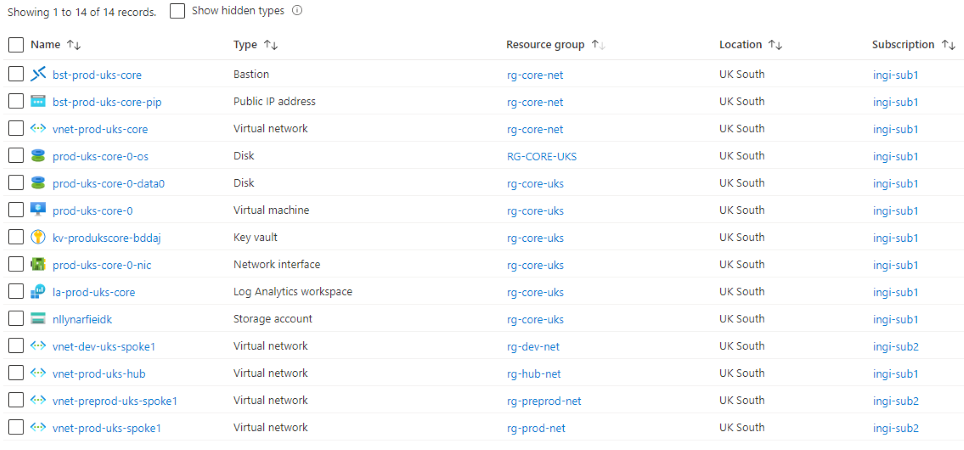 Showing 1 to 14 of 14 records. Show hidden types
Name Type Resource group Location Subscription
bst-prod-uks-core Bastion rg-core-net UK South ingi-sub1
bst-prod-uks-core-pip Public IP address rg-core-net UK South ingi-sub1
vnet-prod-uks-core Virtual network rg-core-net UK South ingi-sub1
prod-uks-core-0-os Disk RG-CORE-UKS UK South ingi-sub1
prod-uks-core-0-data0 Disk rg-core-uks UK South ingi-sub1
prod-uks-core-0 Virtual machine rg-core-uks UK South ingi-sub1
kv-produkscore-bddaj Key vault rg-core-uks UK South ingi-sub1
prod-uks-core-0-nic Network interface rg-core-uks UK South ingi-sub1
la-prod-uks-core Log Analytics workspace rg-core-uks UK South ingi-sub1
nllynarfieidk Storage account rg-core-uks UK South ingi-sub1
vnet-dev-uks-spoke1 Virtual network rg-dev-net UK South ingi-sub2
vnet-prod-uks-hub Virtual network rg-hub-net UK South ingi-sub1
vnet-preprod-uks-spoke1 Virtual network rg-preprod-net UK South ingi-sub2
vnet-prod-uks-spoke1 Virtual network rg-prod-net UK South ingi-sub2